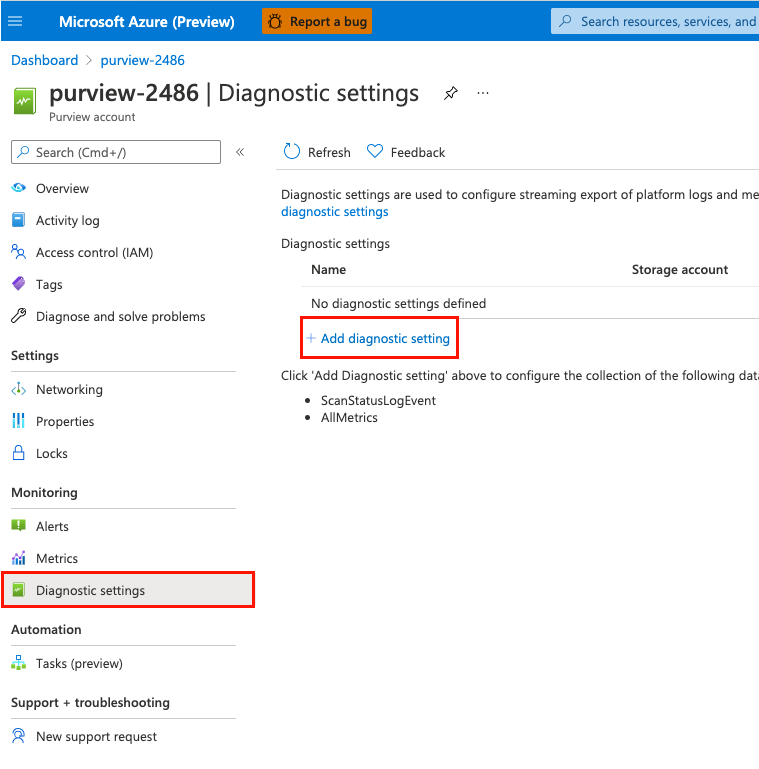 Microsoft Azure (Preview)
Report a bug
Search resources, services, and
Dashboard > purview-2486
purview-2486 | Diagnostic settings
Purview account
Search (Cmd+/)
«
Refresh
Feedback
Overview
Activity log
Access control (IAM)
Tags
Diagnose and solve problems
Settings
Networking
Properties
Locks
Monitoring
Alerts
Metrics
Diagnostic settings
Automation
Tasks (preview)
Support + troubleshooting
New support request
Diagnostic settings are used to configure streaming export of platform logs and me
diagnostic settings
Diagnostic settings
Name
Storage account
No diagnostic settings defined
+ Add diagnostic setting
Click 'Add Diagnostic setting' above to configure the collection of the following dat
• ScanStatusLogEvent
• AllMetrics